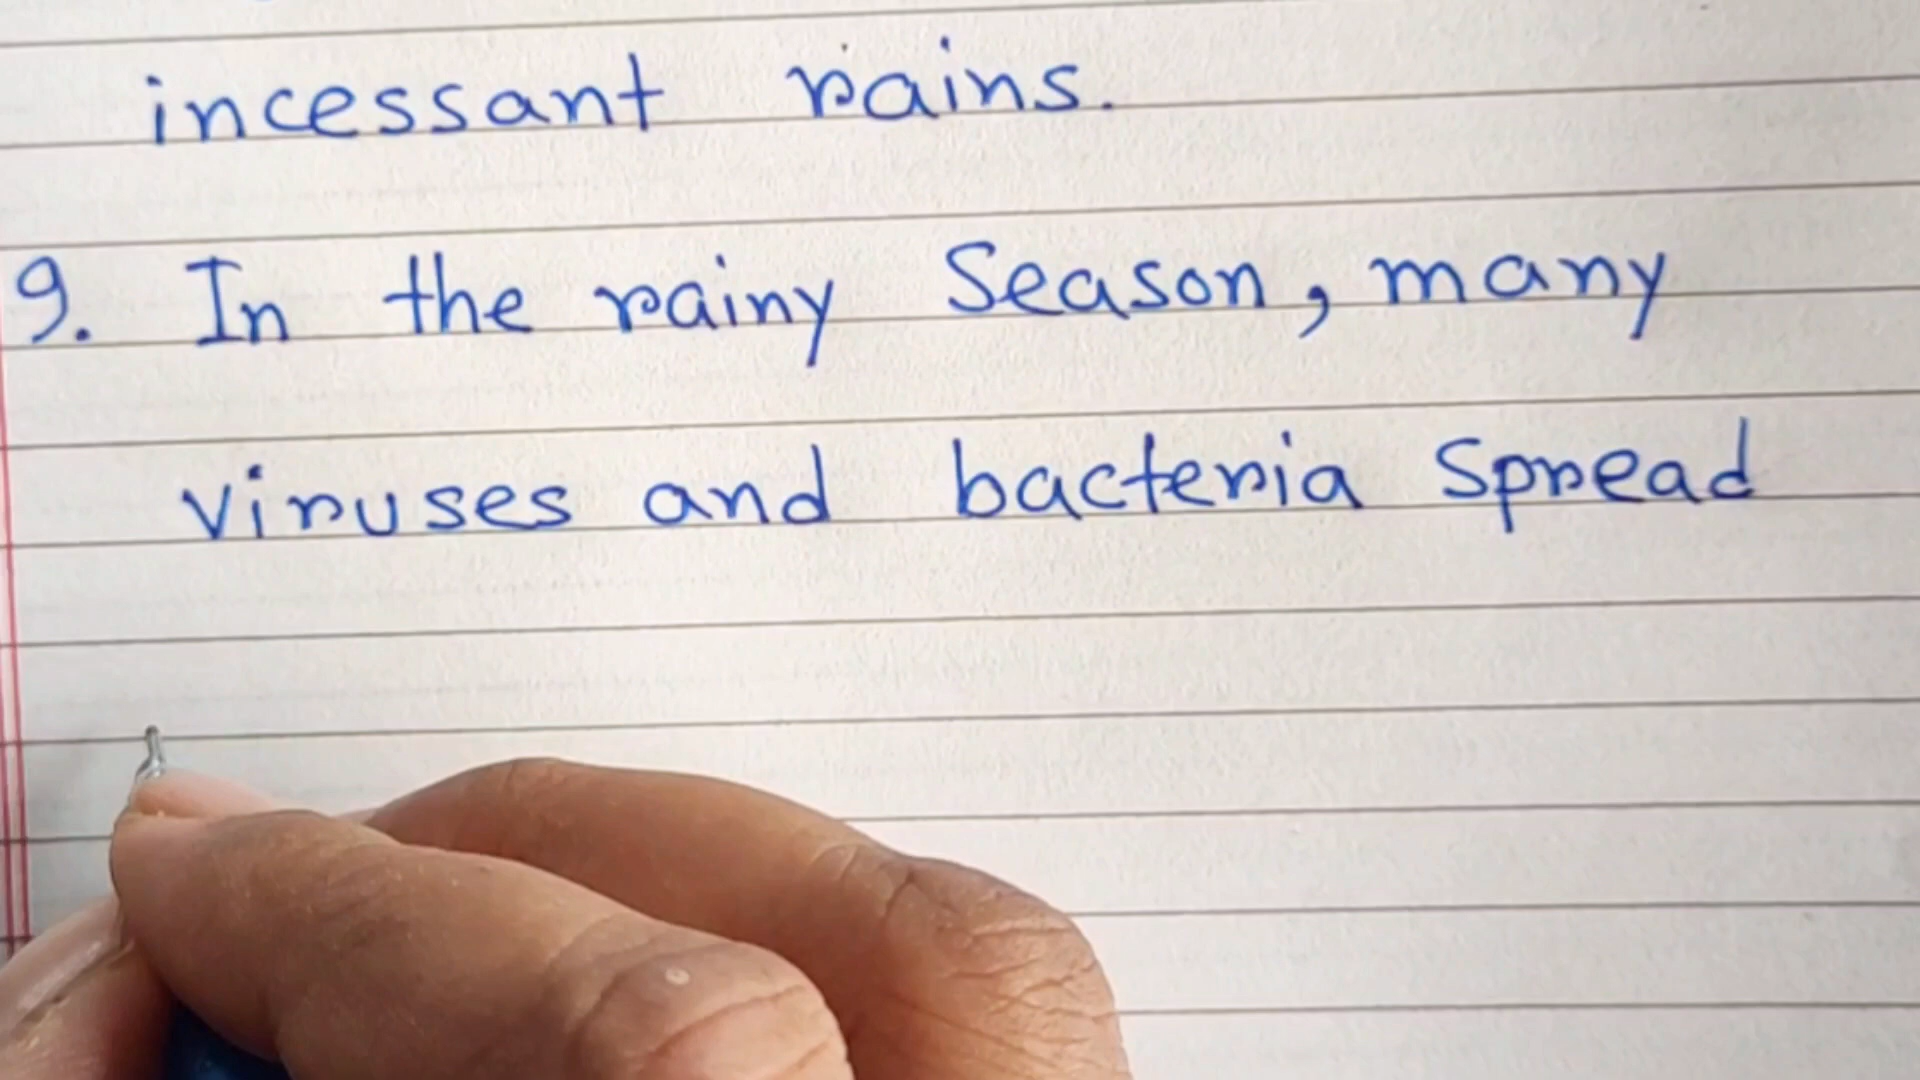 incessant rains.
9. In the rainy Season, many
viruses and bacteria Spread